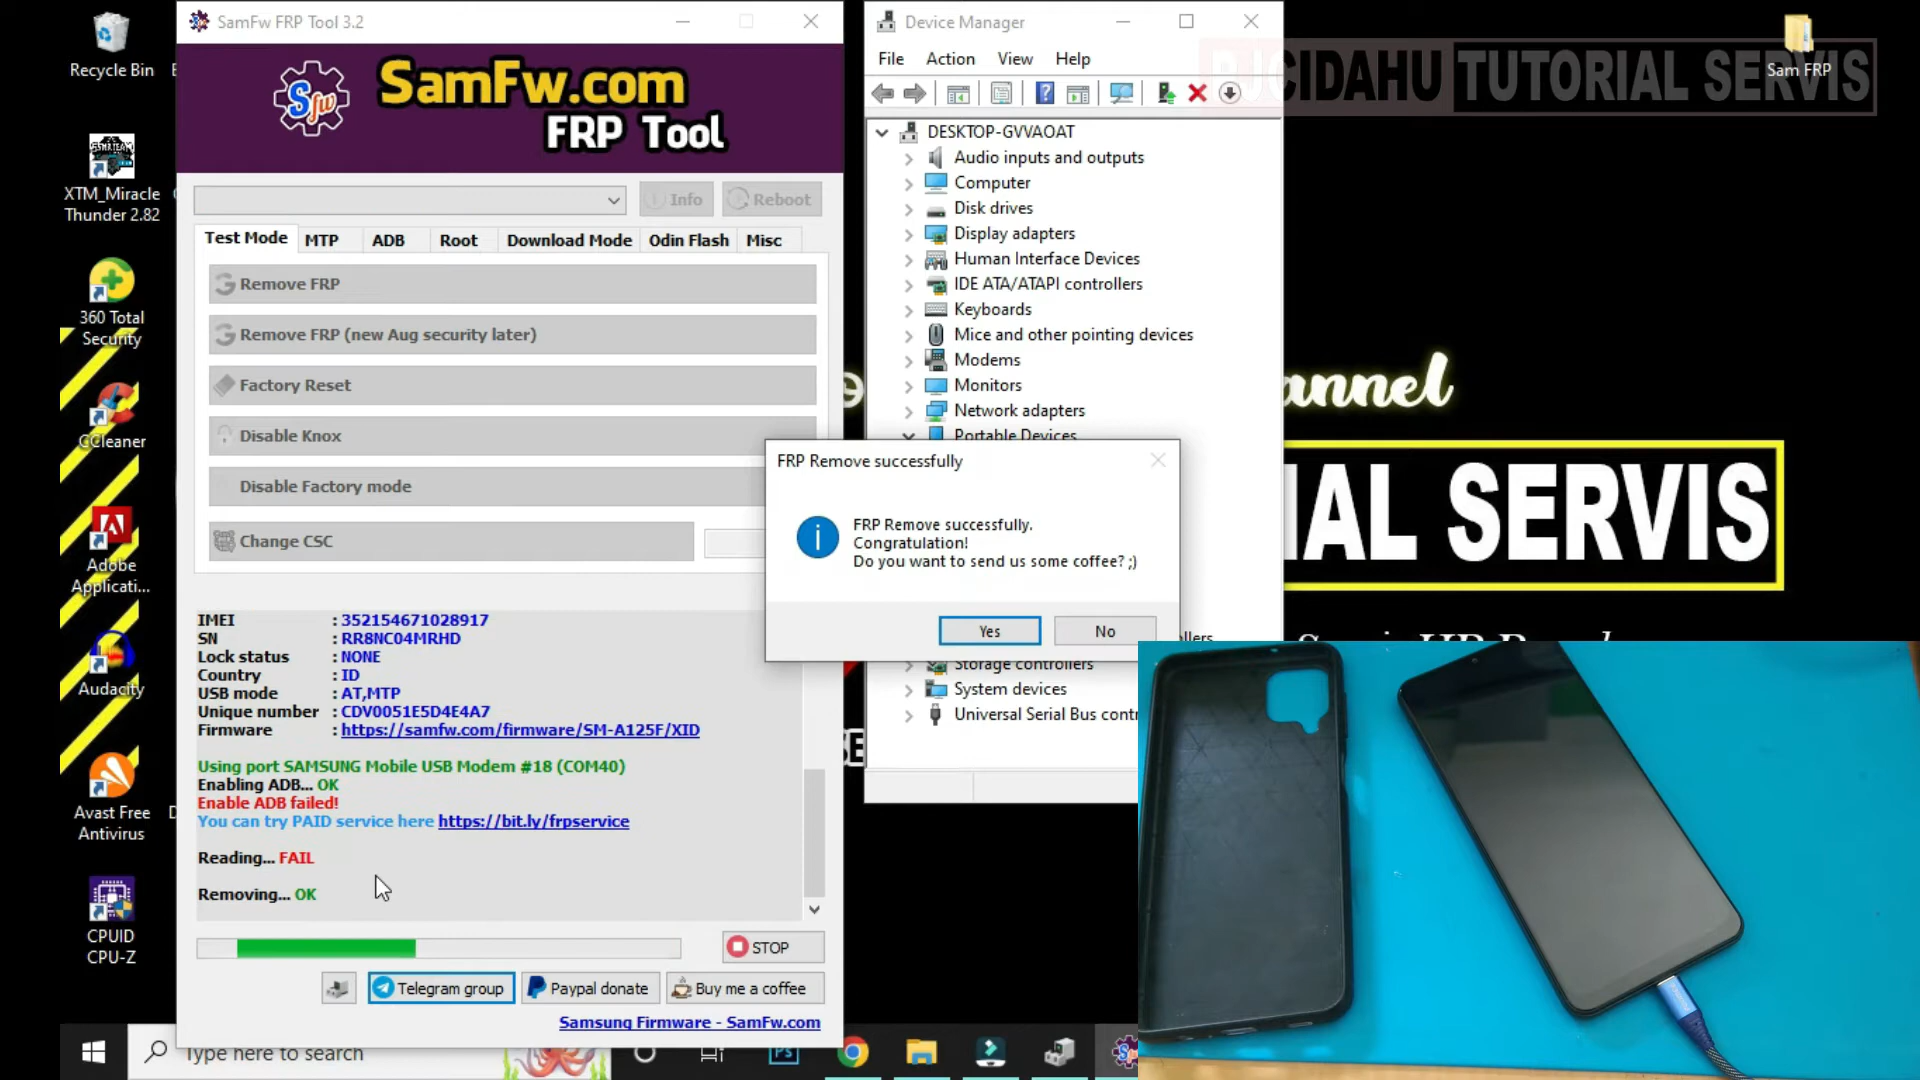 Recycle Bin
XTM_Miracle
Thunder 2.82
360 Total
Security
CCleaner
Adobe
Applicati...
Audacity
Avast Free
Antivirus
CPUID
CPU-Z
SamFw FRP Tool 3.2
SamFw.com
FRP Tool
Sfw
Info
Reboot
Test Mode
MTP
ADB
Root
Download Mode
Odin Flash
Misc
Remove FRP
Remove FRP (new Aug security later)
Factory Reset
Disable Knox
Disable Factory mode
Change CSC
IMEI : 352154671028917
SN : RR8NC04MRHD
Lock status : NONE
Country : ID
USB mode : AT,MTP
Unique number : CDV0051E5D4E4A7
Firmware : https://samfw.com/firmware/SM-A125F/XID
Using port SAMSUNG Mobile USB Modem #18 (COM40)
Enabling ADB... OK
Enable ADB failed!
You can try PAID service here https://bit.ly/frpservice
Reading... FAIL
Removing... OK
STOP
Telegram group
Paypal donate
Buy me a coffee
Samsung Firmware - SamFw.com
Type here to search
Ps
Device Manager
File Action View Help
DESKTOP-GVVAOAT
Audio inputs and outputs
Computer
Disk drives
Display adapters
Human Interface Devices
IDE ATA/ATAPI controllers
Keyboards
Mice and other pointing devices
Modems
Monitors
Network adapters
Portable Devices
Storage controllers
System devices
Universal Serial Bus contr
FRP Remove successfully
FRP Remove successfully.
Congratulation!
Do you want to send us some coffee? ;)
Yes
No
TUTORIAL SERVIS
Sam FRP
annel
IAL SERVIS